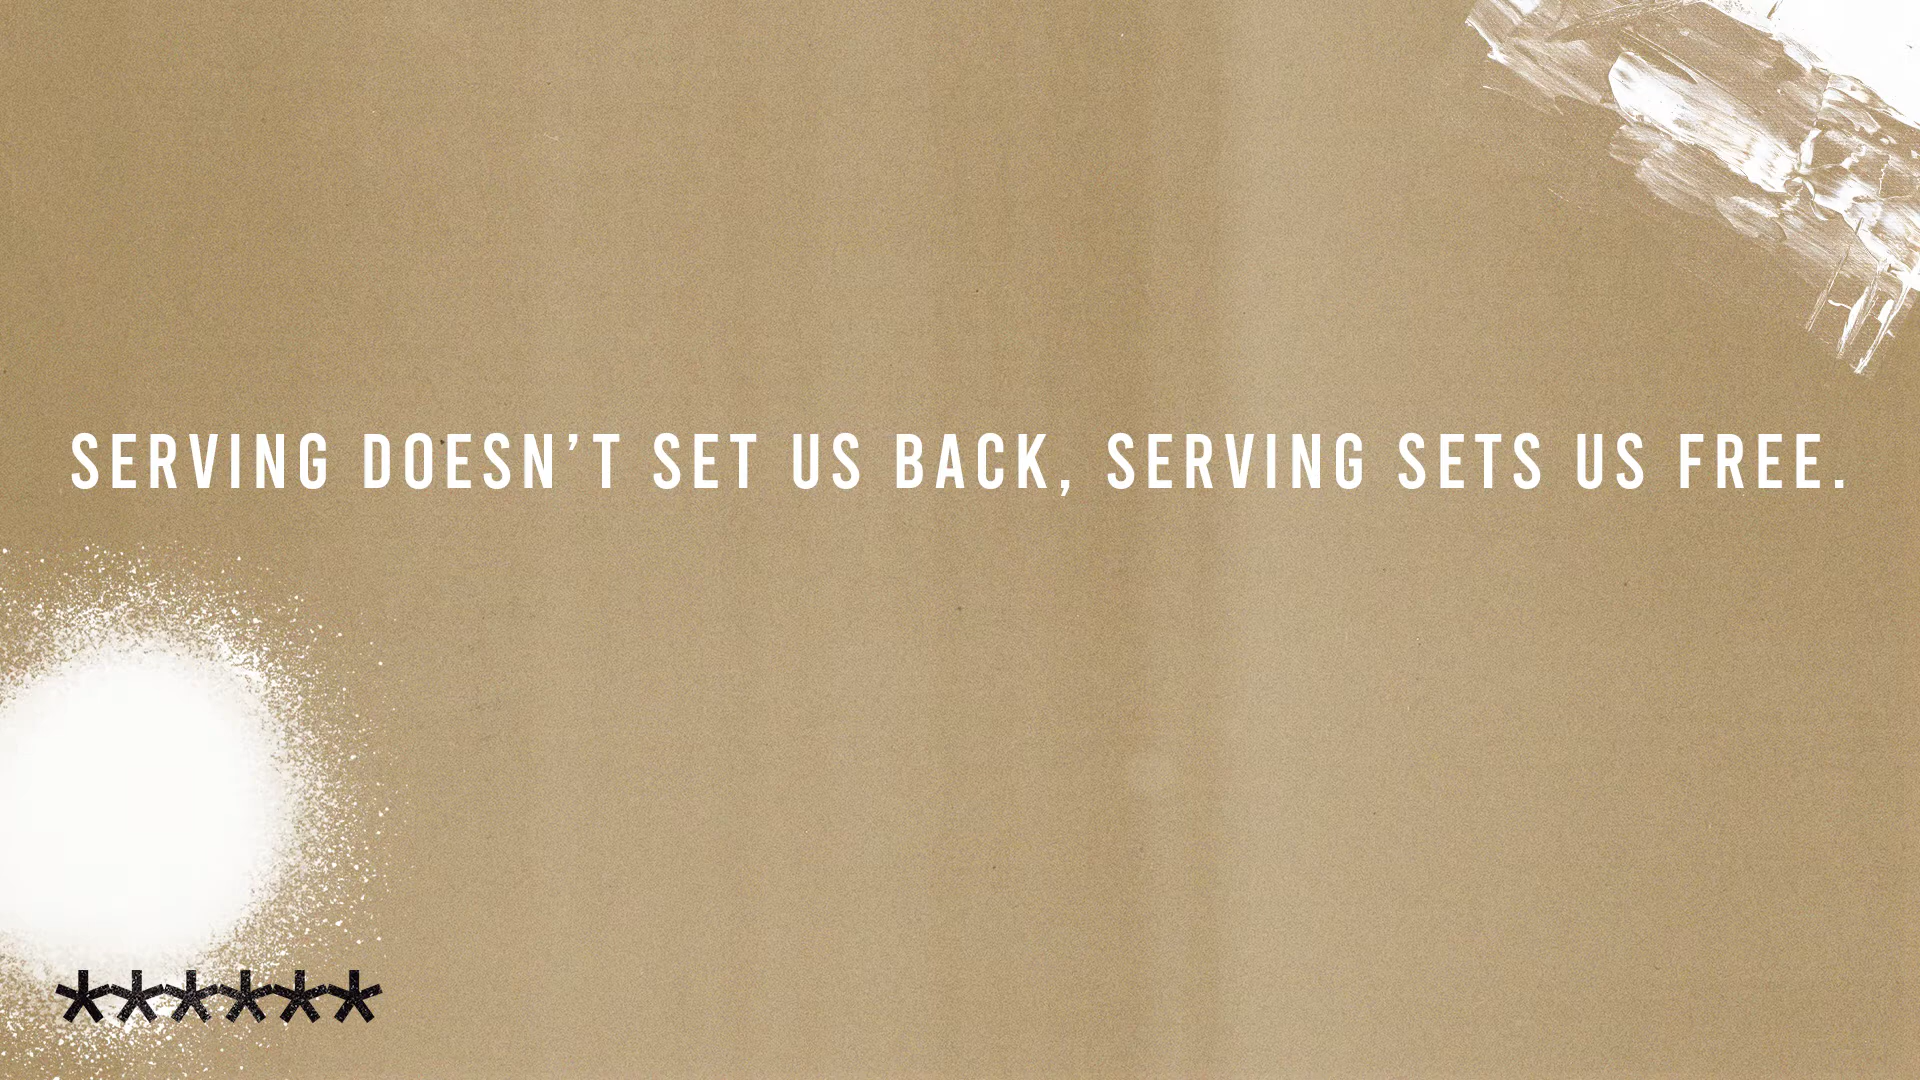 SERVING DOESN’T SET US BACK, SERVING SETS US FREE.
******